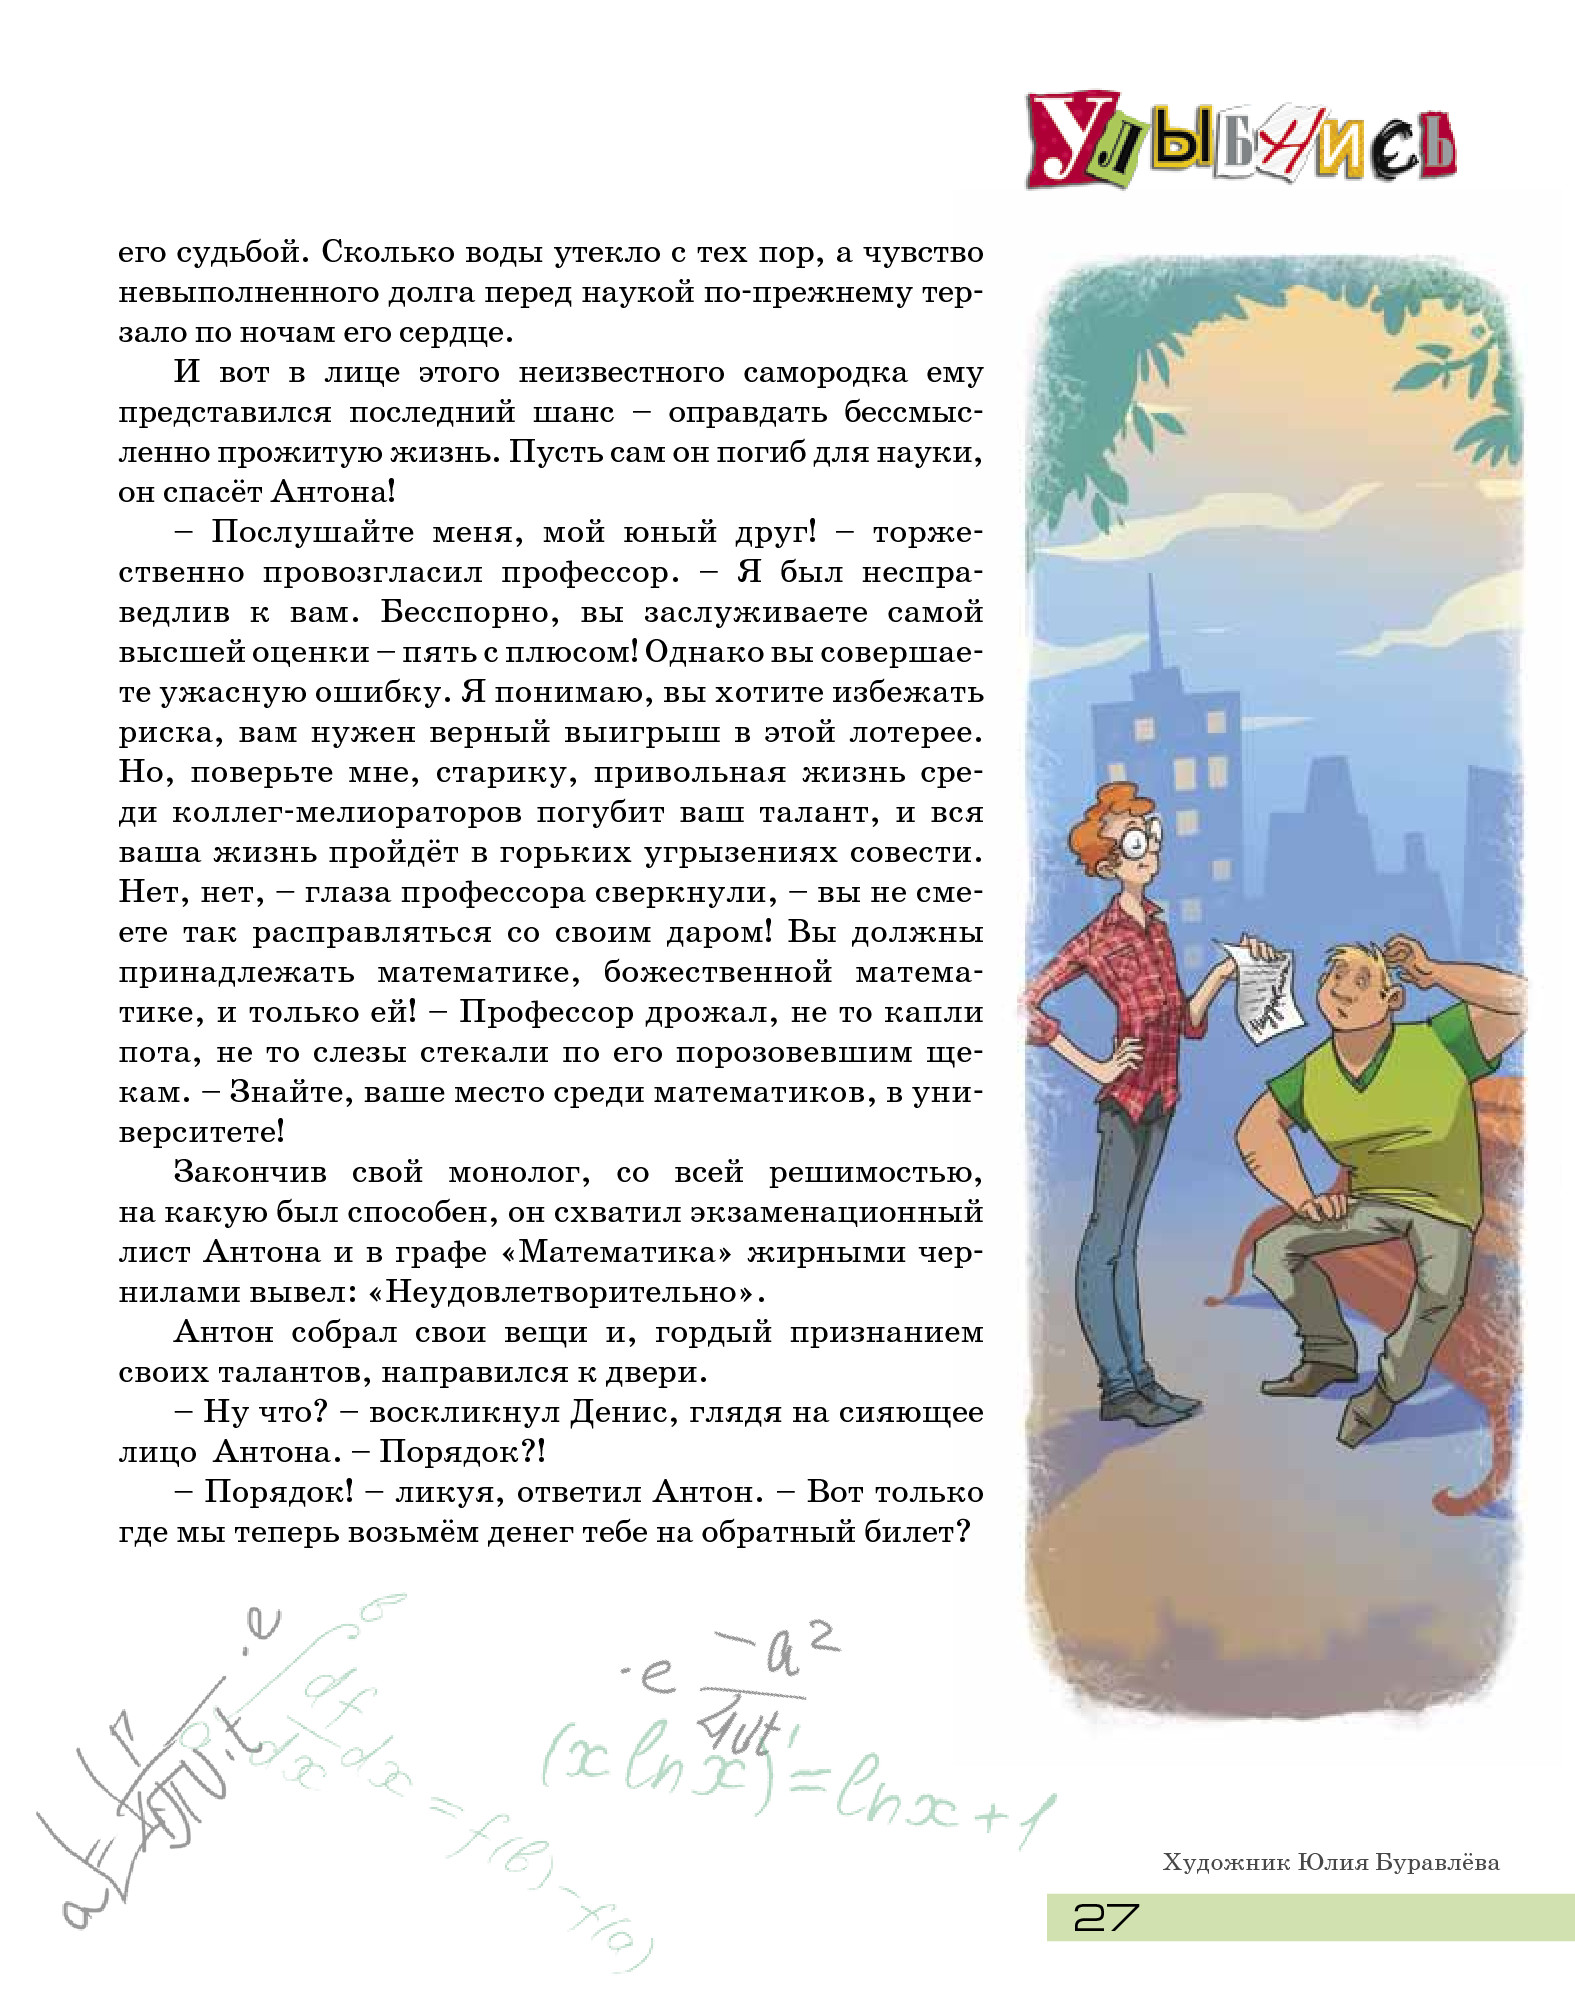 Улыбнись
его судьбой. Сколько воды утекло с тех пор, а чувство
невыполненного долга перед наукой по-прежнему тер-
зало по ночам его сердце.
И вот в лице этого неизвестного самородка ему
представился последний шанс – оправдать бессмыс-
ленно прожитую жизнь. Пусть сам он погиб для науки,
он спасёт Антона!
– Послушайте меня, мой юный друг! – торже-
ственно провозгласил профессор. – Я был неспра-
ведлив к вам. Бесспорно, вы заслуживаете самой
высшей оценки – пять с плюсом! Однако вы совершае-
те ужасную ошибку. Я понимаю, вы хотите избежать
риска, вам нужен верный выигрыш в этой лотерее.
Но, поверьте мне, старику, привольная жизнь сре-
ди коллег-мелиораторов погубит ваш талант, и вся
ваша жизнь пройдёт в горьких угрызениях совести.
Нет, нет, – глаза профессора сверкнули, – вы не сме-
ете так расправляться со своим даром! Вы должны
принадлежать математике, божественной матема-
тике, и только ей! – Профессор дрожал, не то капли
пота, не то слезы стекали по его порозовевшим ще-
кам. – Знайте, ваше место среди математиков, в уни-
верситете!
Закончив свой монолог, со всей решимостью,
на какую был способен, он схватил экзаменационный
лист Антона и в графе «Математика» жирными чер-
нилами вывел: «Неудовлетворительно».
Антон собрал свои вещи и, гордый признанием
своих талантов, направился к двери.
– Ну что? – воскликнул Денис, глядя на сияющее
лицо Антона. – Порядок?!
– Порядок! – ликуя, ответил Антон. – Вот только
где мы теперь возьмём денег тебе на обратный билет?
·e -a²
(x ln x)' = ln x + 1
df
dx dx = f(b) - f(a)
Художник Юлия Буравлёва
27